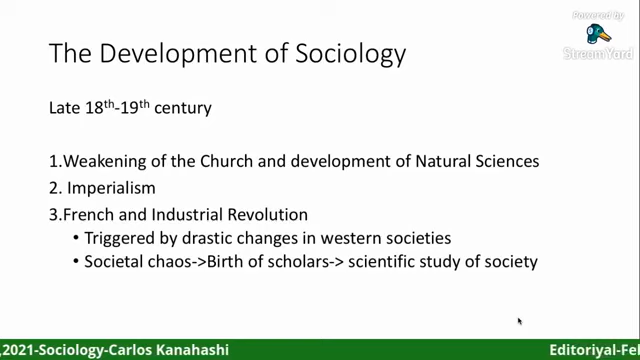 Powered by
StreamYard
The Development of Sociology
Late 18th-19th century
1.Weakening of the Church and development of Natural Sciences
2. Imperialism
3.French and Industrial Revolution
• Triggered by drastic changes in western societies
• Societal chaos->Birth of scholars-> scientific study of society
,2021-Sociology-Carlos Kanahashi
Editoriyal-Fe